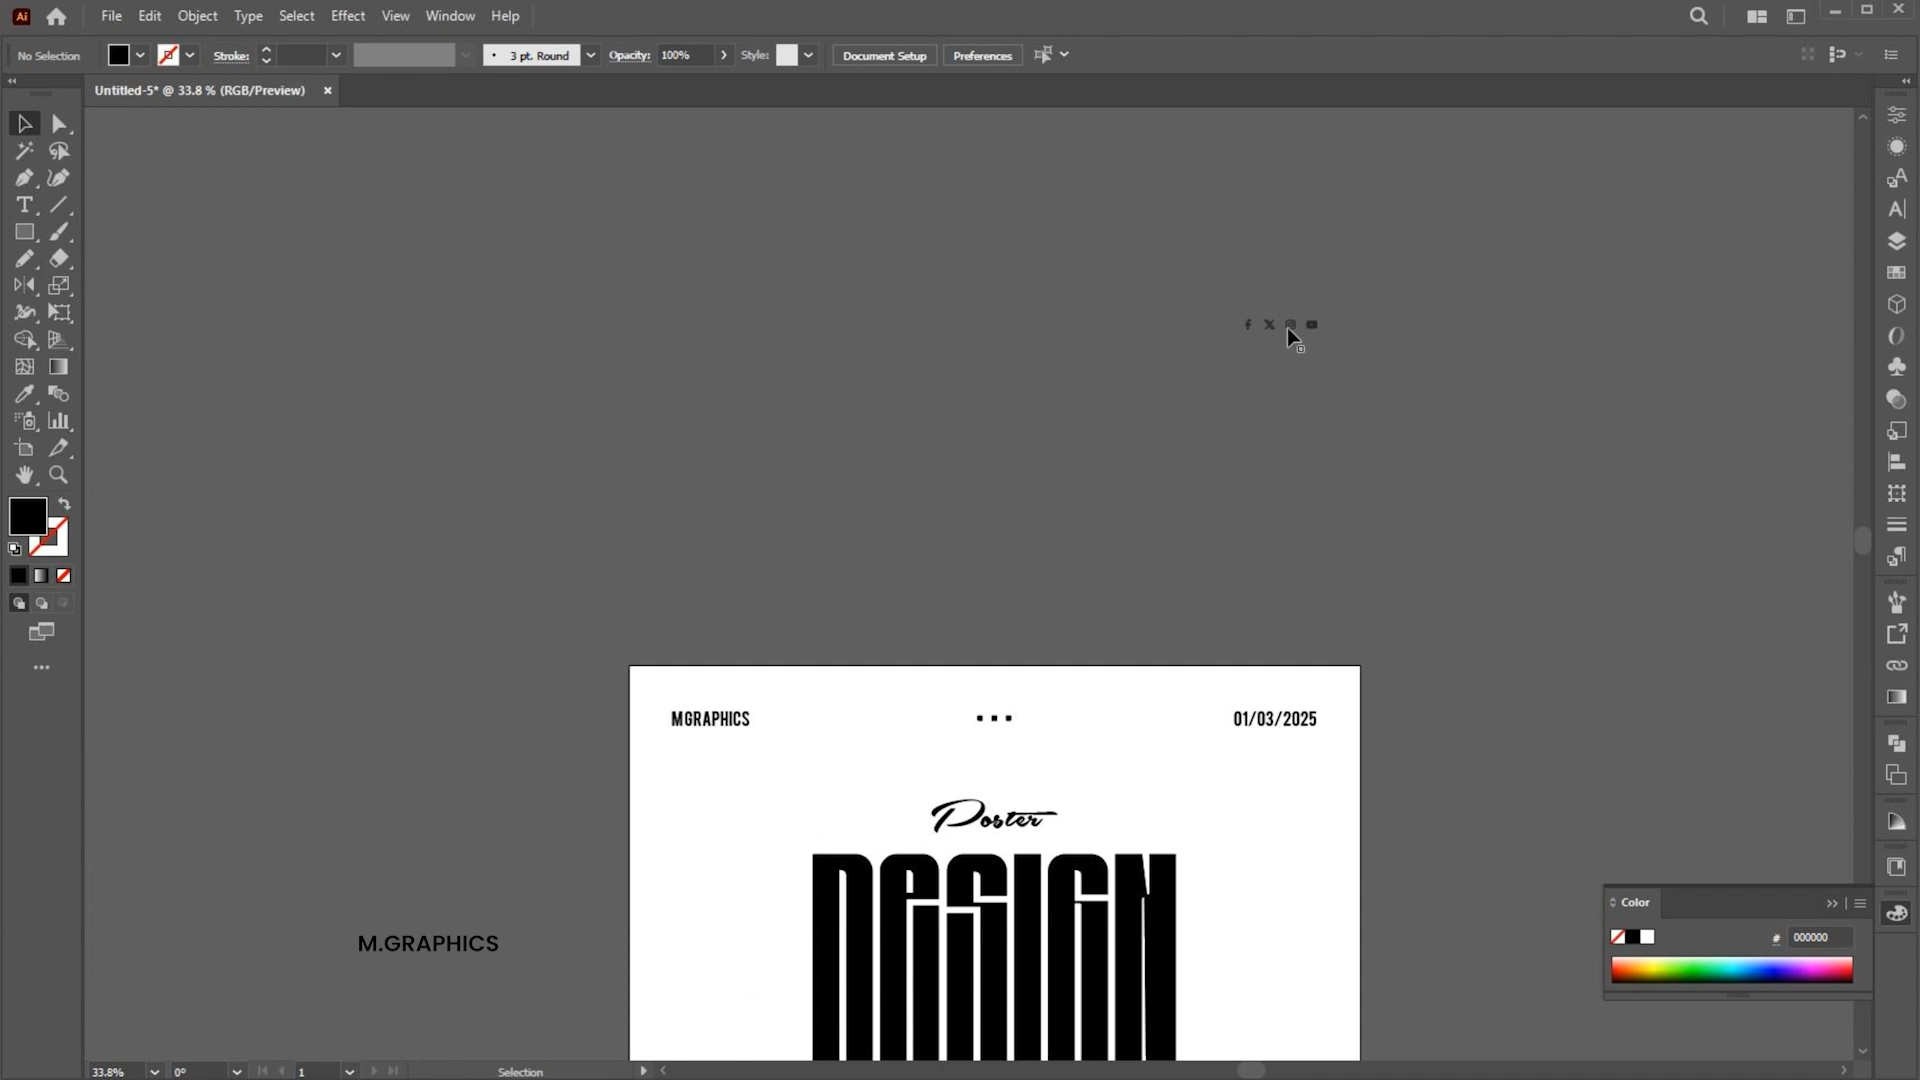 Ai File Edit Object Type Select Effect View Window Help
No Selection Stroke: 3 pt. Round Opacity: 100% Style: Document Setup Preferences
Untitled-5* @ 33.8 % (RGB/Preview)
MGRAPHICS
01/03/2025
Poster
DESIGN
M.GRAPHICS
Color
# 000000
33.8% 0° 1 Selection